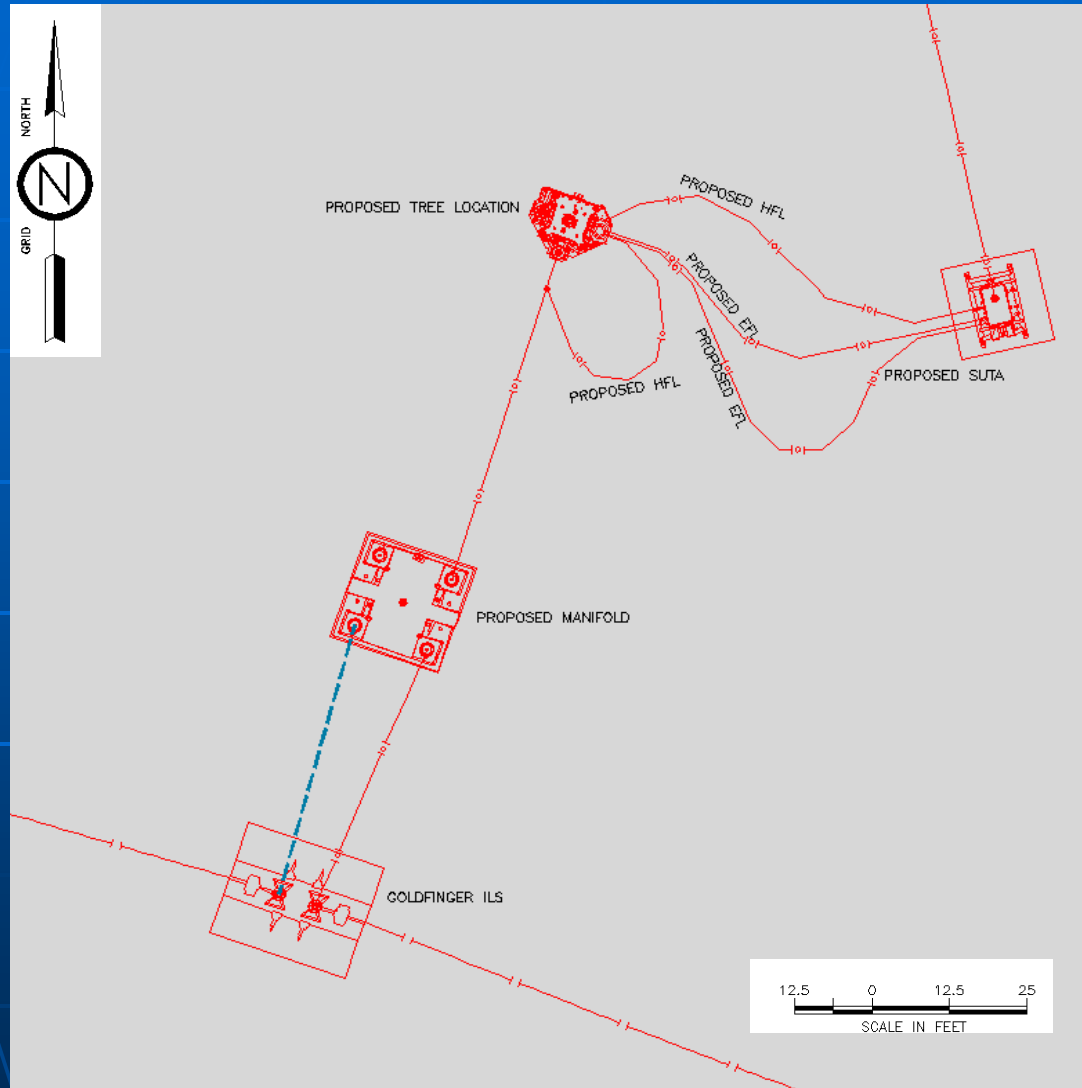 GRID NORTH
N
PROPOSED TREE LOCATION
PROPOSED HFL
PROPOSED EFL
PROPOSED EFL
PROPOSED HFL
PROPOSED SUTA
PROPOSED MANIFOLD
GOLDFINGER ILS
12.5 0 12.5 25
SCALE IN FEET